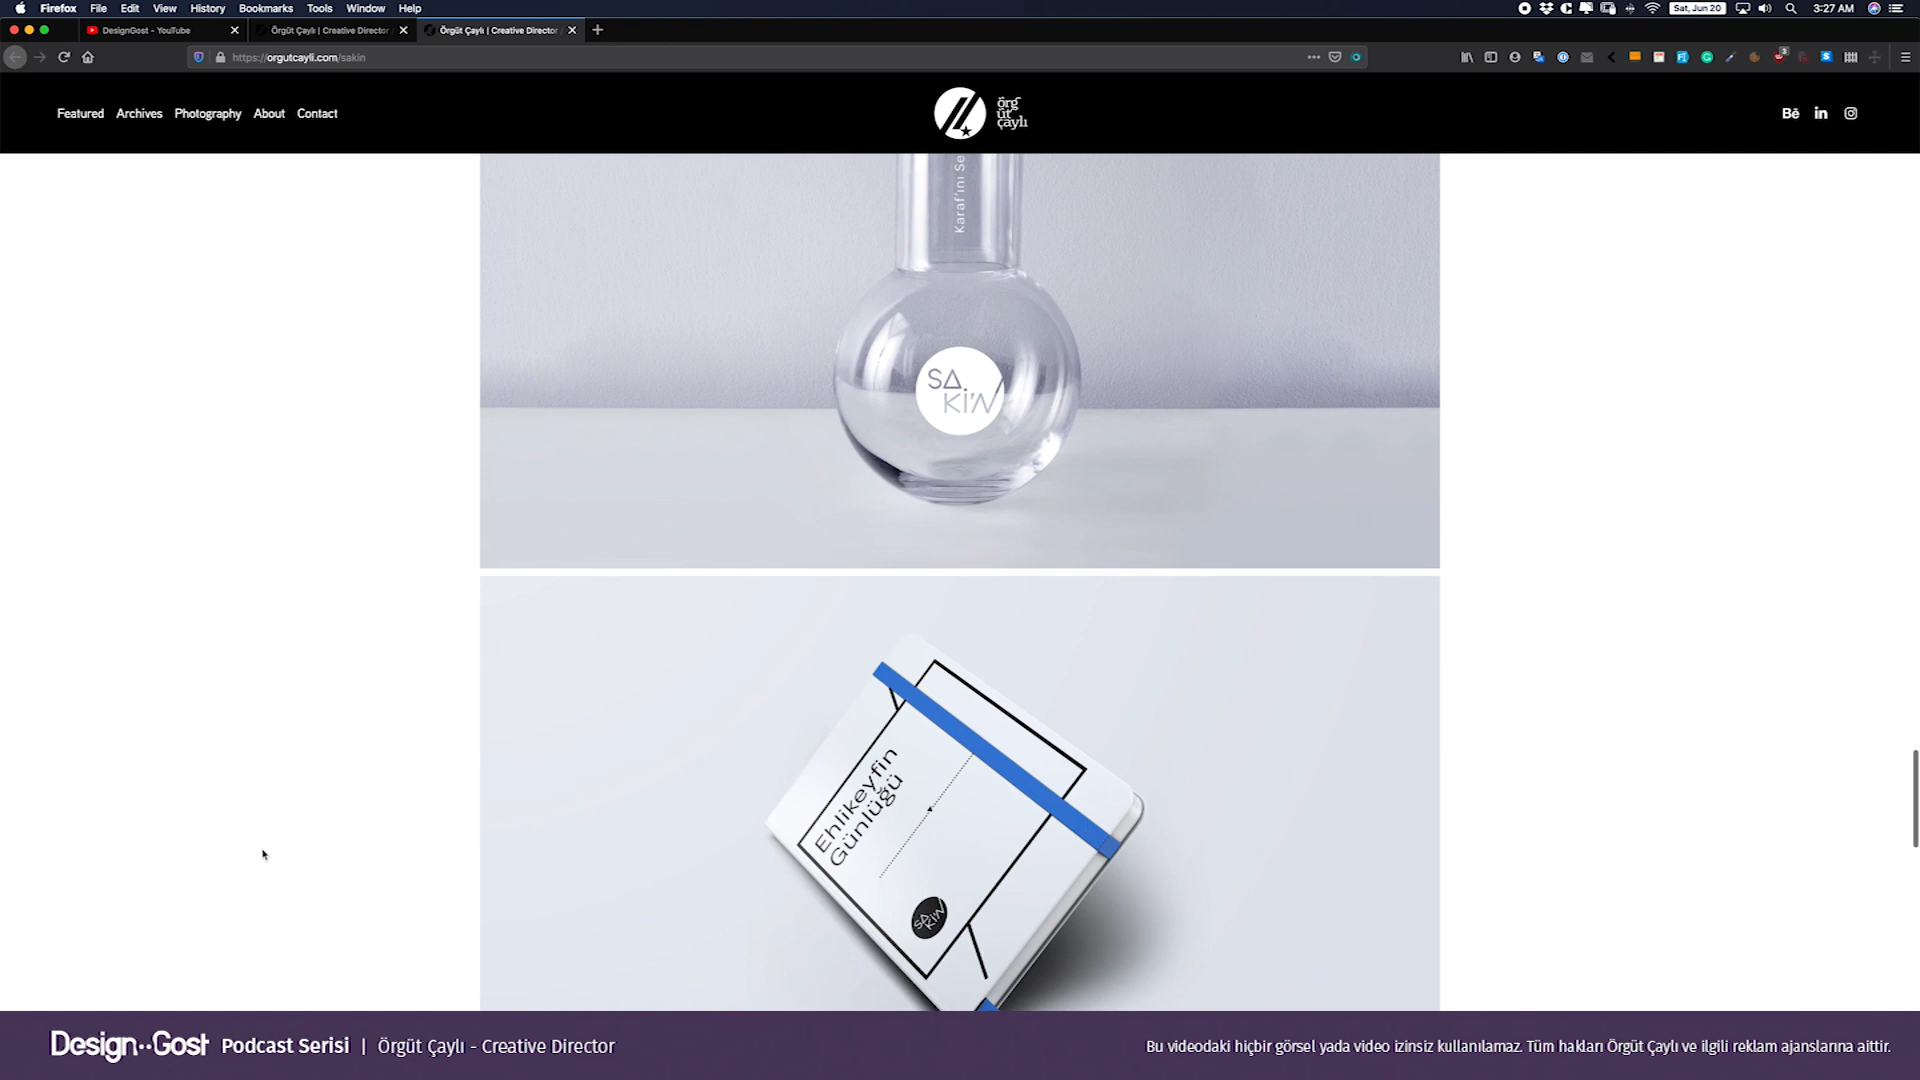 Firefox File Edit View History Bookmarks Tools Window Help
Sat, Jun 20 3:27 AM
DesignGost - YouTube
Örgüt Çaylı | Creative Director
Örgüt Çaylı | Creative Director
https://orgutcayli.com/sakin
3
Featured Archives Photography About Contact
örg
üt
çaylı
Bē in
Karaf'ını Se
SA
Kİ'N
Ehlikeyfin
Günlüğü
SA
Kİ'N
Design··Gost Podcast Serisi | Örgüt Çaylı - Creative Director
Bu videodaki hiçbir görsel yada video izinsiz kullanılamaz. Tüm hakları Örgüt Çaylı ve ilgili reklam ajanslarına aittir.